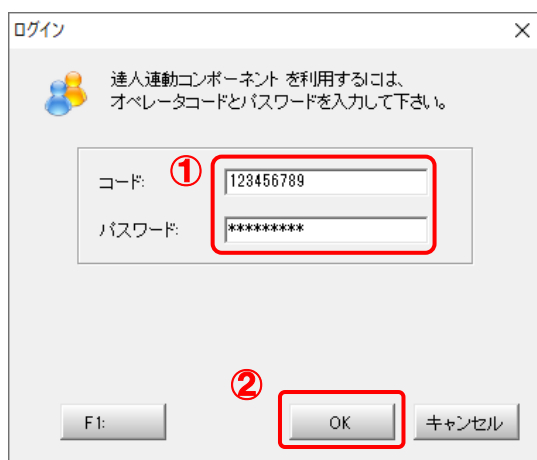 ログイン
達人連動コンポーネント を利用するには、
オペレータコードとパスワードを入力して下さい。
①
コード: 123456789
パスワード: *********
②
F1: OK キャンセル